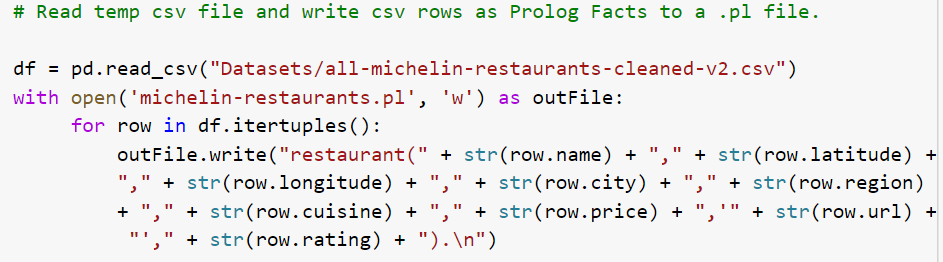 # Read temp csv file and write csv rows as Prolog Facts to a .pl file.
df = pd.read_csv("Datasets/all-michelin-restaurants-cleaned-v2.csv")
with open('michelin-restaurants.pl', 'w') as outFile:
for row in df.itertuples():
outFile.write("restaurant(" + str(row.name) + "," + str(row.latitude) +
"," + str(row.longitude) + "," + str(row.city) + "," + str(row.region)
+ "," + str(row.cuisine) + "," + str(row.price) + ",'" + str(row.url) +
"'," + str(row.rating) + ").\n")